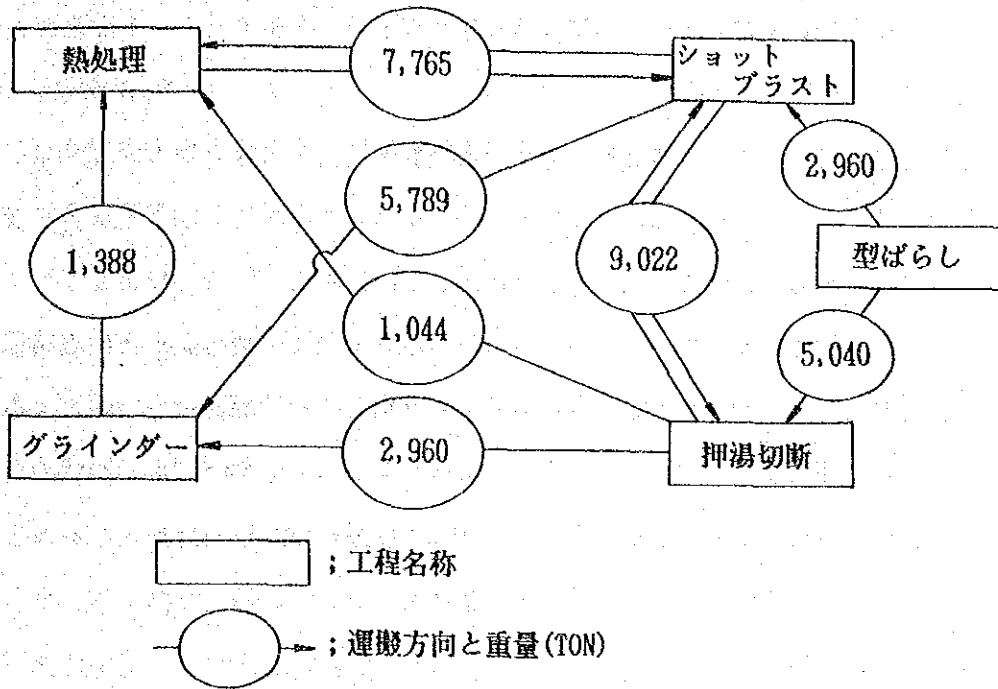 熱処理
7,765
ショット
ブラスト
2,960
5,789
1,388
9,022
型ばらし
1,044
5,040
グラインダー
2,960
押湯切断
；工程名称
；運搬方向と重量(TON)